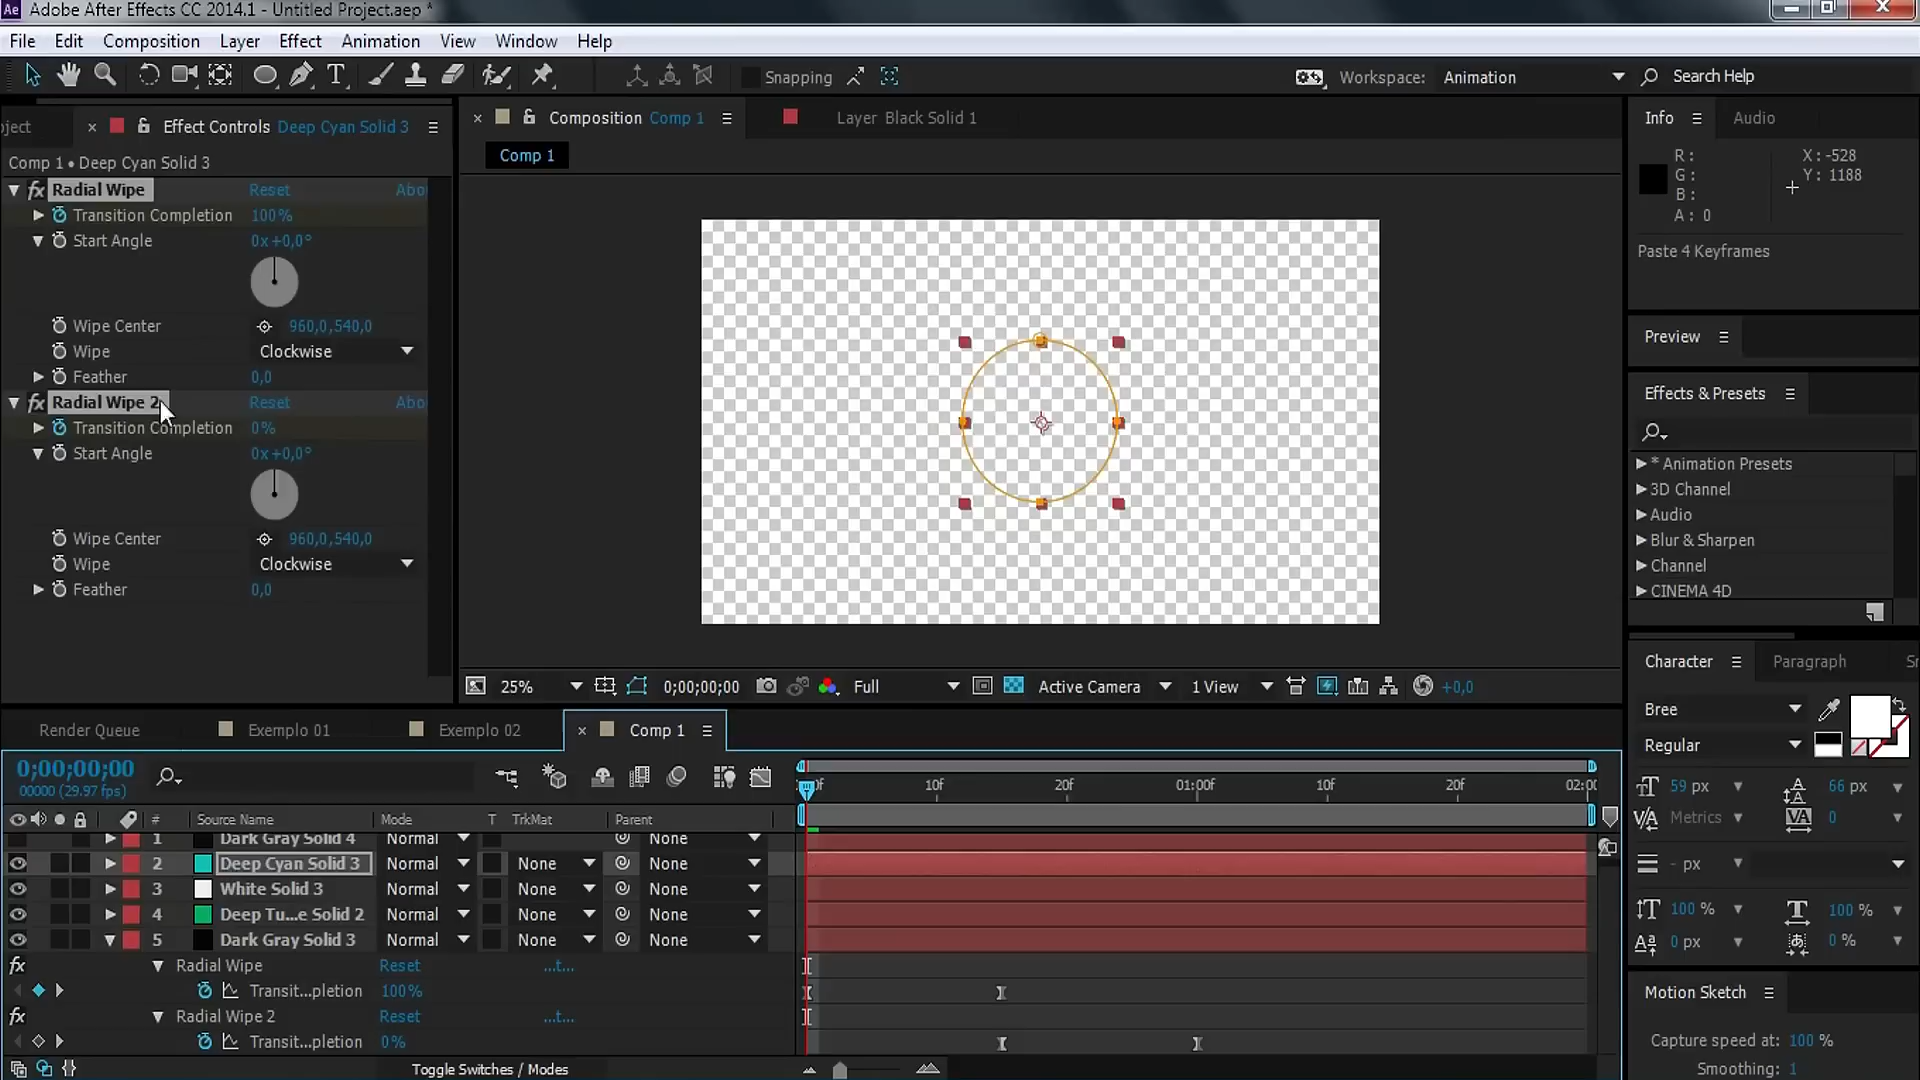 Ae Adobe After Effects CC 2014.1 - Untitled Project.aep *
File Edit Composition Layer Effect Animation View Window Help
Snapping
Workspace: Animation
Search Help
ject
Effect Controls Deep Cyan Solid 3
Comp 1 • Deep Cyan Solid 3
fx Radial Wipe Reset Abo
Transition Completion 100%
Start Angle 0x+0,0°
Wipe Center 960,0,540,0
Wipe Clockwise
Feather 0,0
fx Radial Wipe 2 Reset Abo
Transition Completion 0%
Start Angle 0x+0,0°
Wipe Center 960,0,540,0
Wipe Clockwise
Feather 0,0
Composition Comp 1
Layer Black Solid 1
Comp 1
25% 0;00;00;00 Full Active Camera 1 View +0,0
Info Audio
R: X: -528
G: Y: 1188
B:
A: 0
Paste 4 Keyframes
Preview
Effects & Presets
* Animation Presets
3D Channel
Audio
Blur & Sharpen
Channel
CINEMA 4D
Character Paragraph Sr
Bree
Regular
59 px 66 px
Metrics 0
- px
100 % 100 %
0 px 0 %
Motion Sketch
Capture speed at: 100 %
Smoothing: 1
Render Queue Exemplo 01 Exemplo 02 Comp 1
0;00;00;00
00000 (29.97 fps)
10f 20f 01:00f 10f 20f 02:00
# Source Name Mode T TrkMat Parent
1 Dark Gray Solid 4 Normal None
2 Deep Cyan Solid 3 Normal None None
3 White Solid 3 Normal None None
4 Deep Tu...e Solid 2 Normal None None
5 Dark Gray Solid 3 Normal None None
fx Radial Wipe Reset ...t...
Transit...pletion 100%
fx Radial Wipe 2 Reset ...t...
Transit...pletion 0%
Toggle Switches / Modes